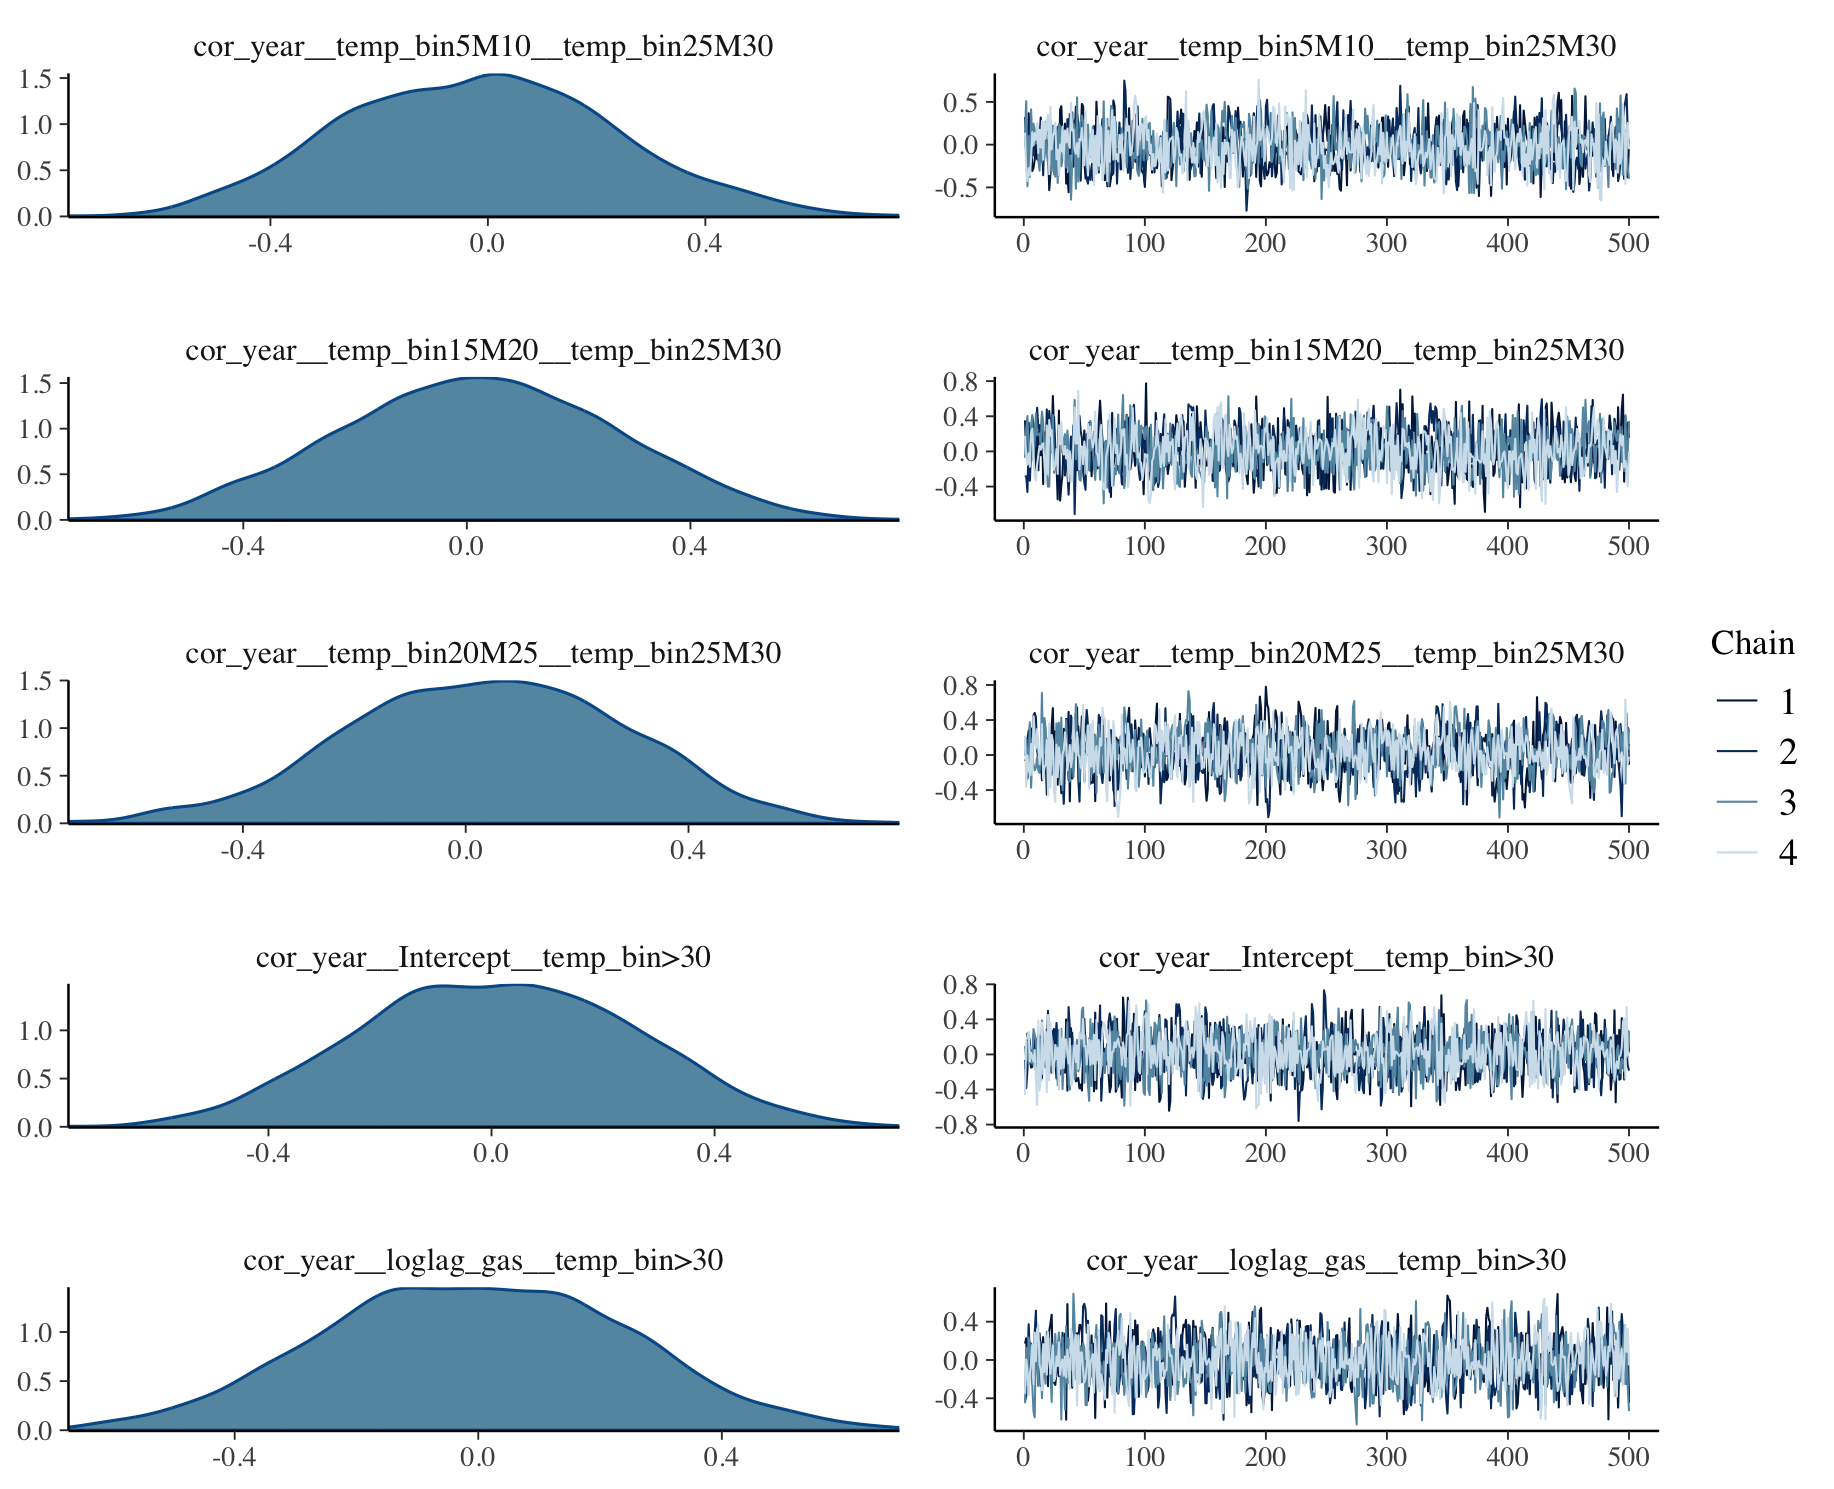 cor_year__temp_bin5M10__temp_bin25M30
1.5
1.0
0.5
0.0
-0.4 0.0 0.4
cor_year__temp_bin5M10__temp_bin25M30
0.5
0.0
-0.5
0 100 200 300 400 500
cor_year__temp_bin15M20__temp_bin25M30
1.5
1.0
0.5
0.0
-0.4 0.0 0.4
cor_year__temp_bin15M20__temp_bin25M30
0.8
0.4
0.0
-0.4
0 100 200 300 400 500
cor_year__temp_bin20M25__temp_bin25M30
1.5
1.0
0.5
0.0
-0.4 0.0 0.4
cor_year__temp_bin20M25__temp_bin25M30
0.8
0.4
0.0
-0.4
0 100 200 300 400 500
cor_year__Intercept__temp_bin>30
1.0
0.5
0.0
-0.4 0.0 0.4
cor_year__Intercept__temp_bin>30
0.8
0.4
0.0
-0.4
-0.8
0 100 200 300 400 500
cor_year__loglag_gas__temp_bin>30
1.0
0.5
0.0
-0.4 0.0 0.4
cor_year__loglag_gas__temp_bin>30
0.4
0.0
-0.4
0 100 200 300 400 500
Chain
1
2
3
4